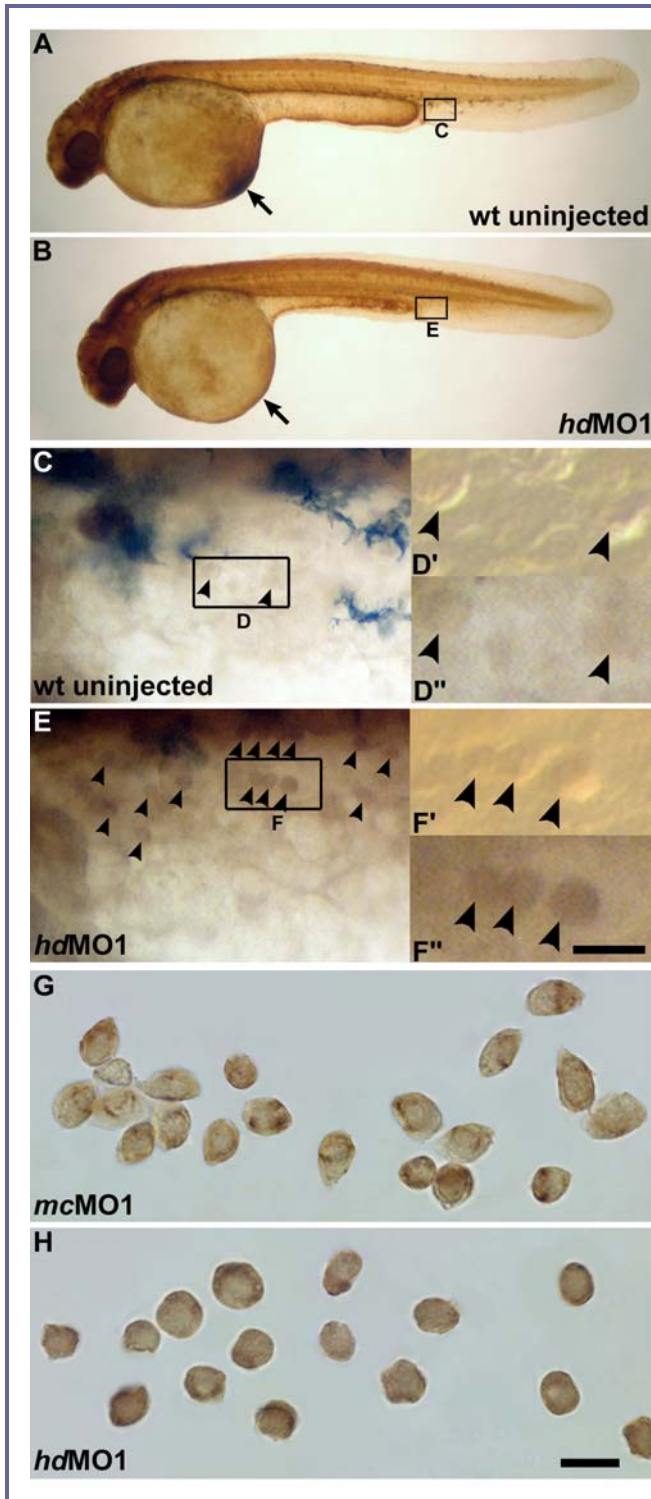 A
C
wt uninjected
B
E
hdMO1
C
D
wt uninjected
D'
D"
E
F
hdMO1
F'
F"
G
mcMO1
H
hdMO1